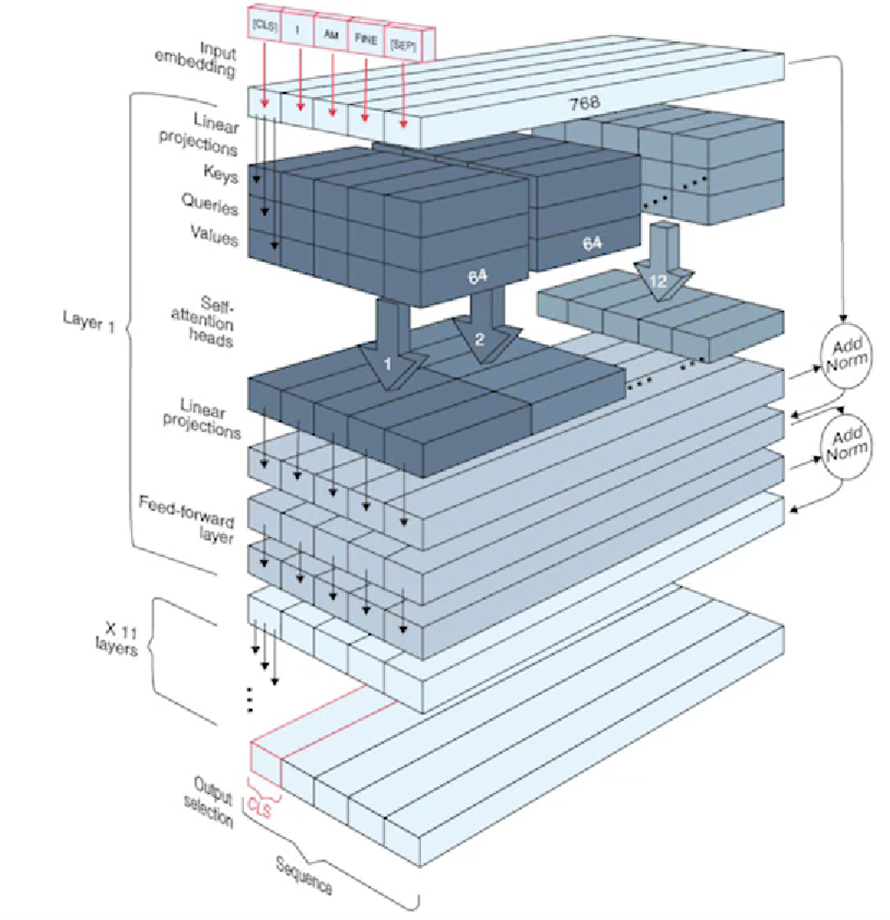 [CLS]
I
AM
FINE
[SEP]
Input
embedding
768
Linear
projections
Keys
Queries
Values
64
64
12
Layer 1
Self-
attention
heads
1
2
Add
Norm
Linear
projections
Add
Norm
Feed-forward
layer
X 11
layers
Output
selection
CLS
Sequence